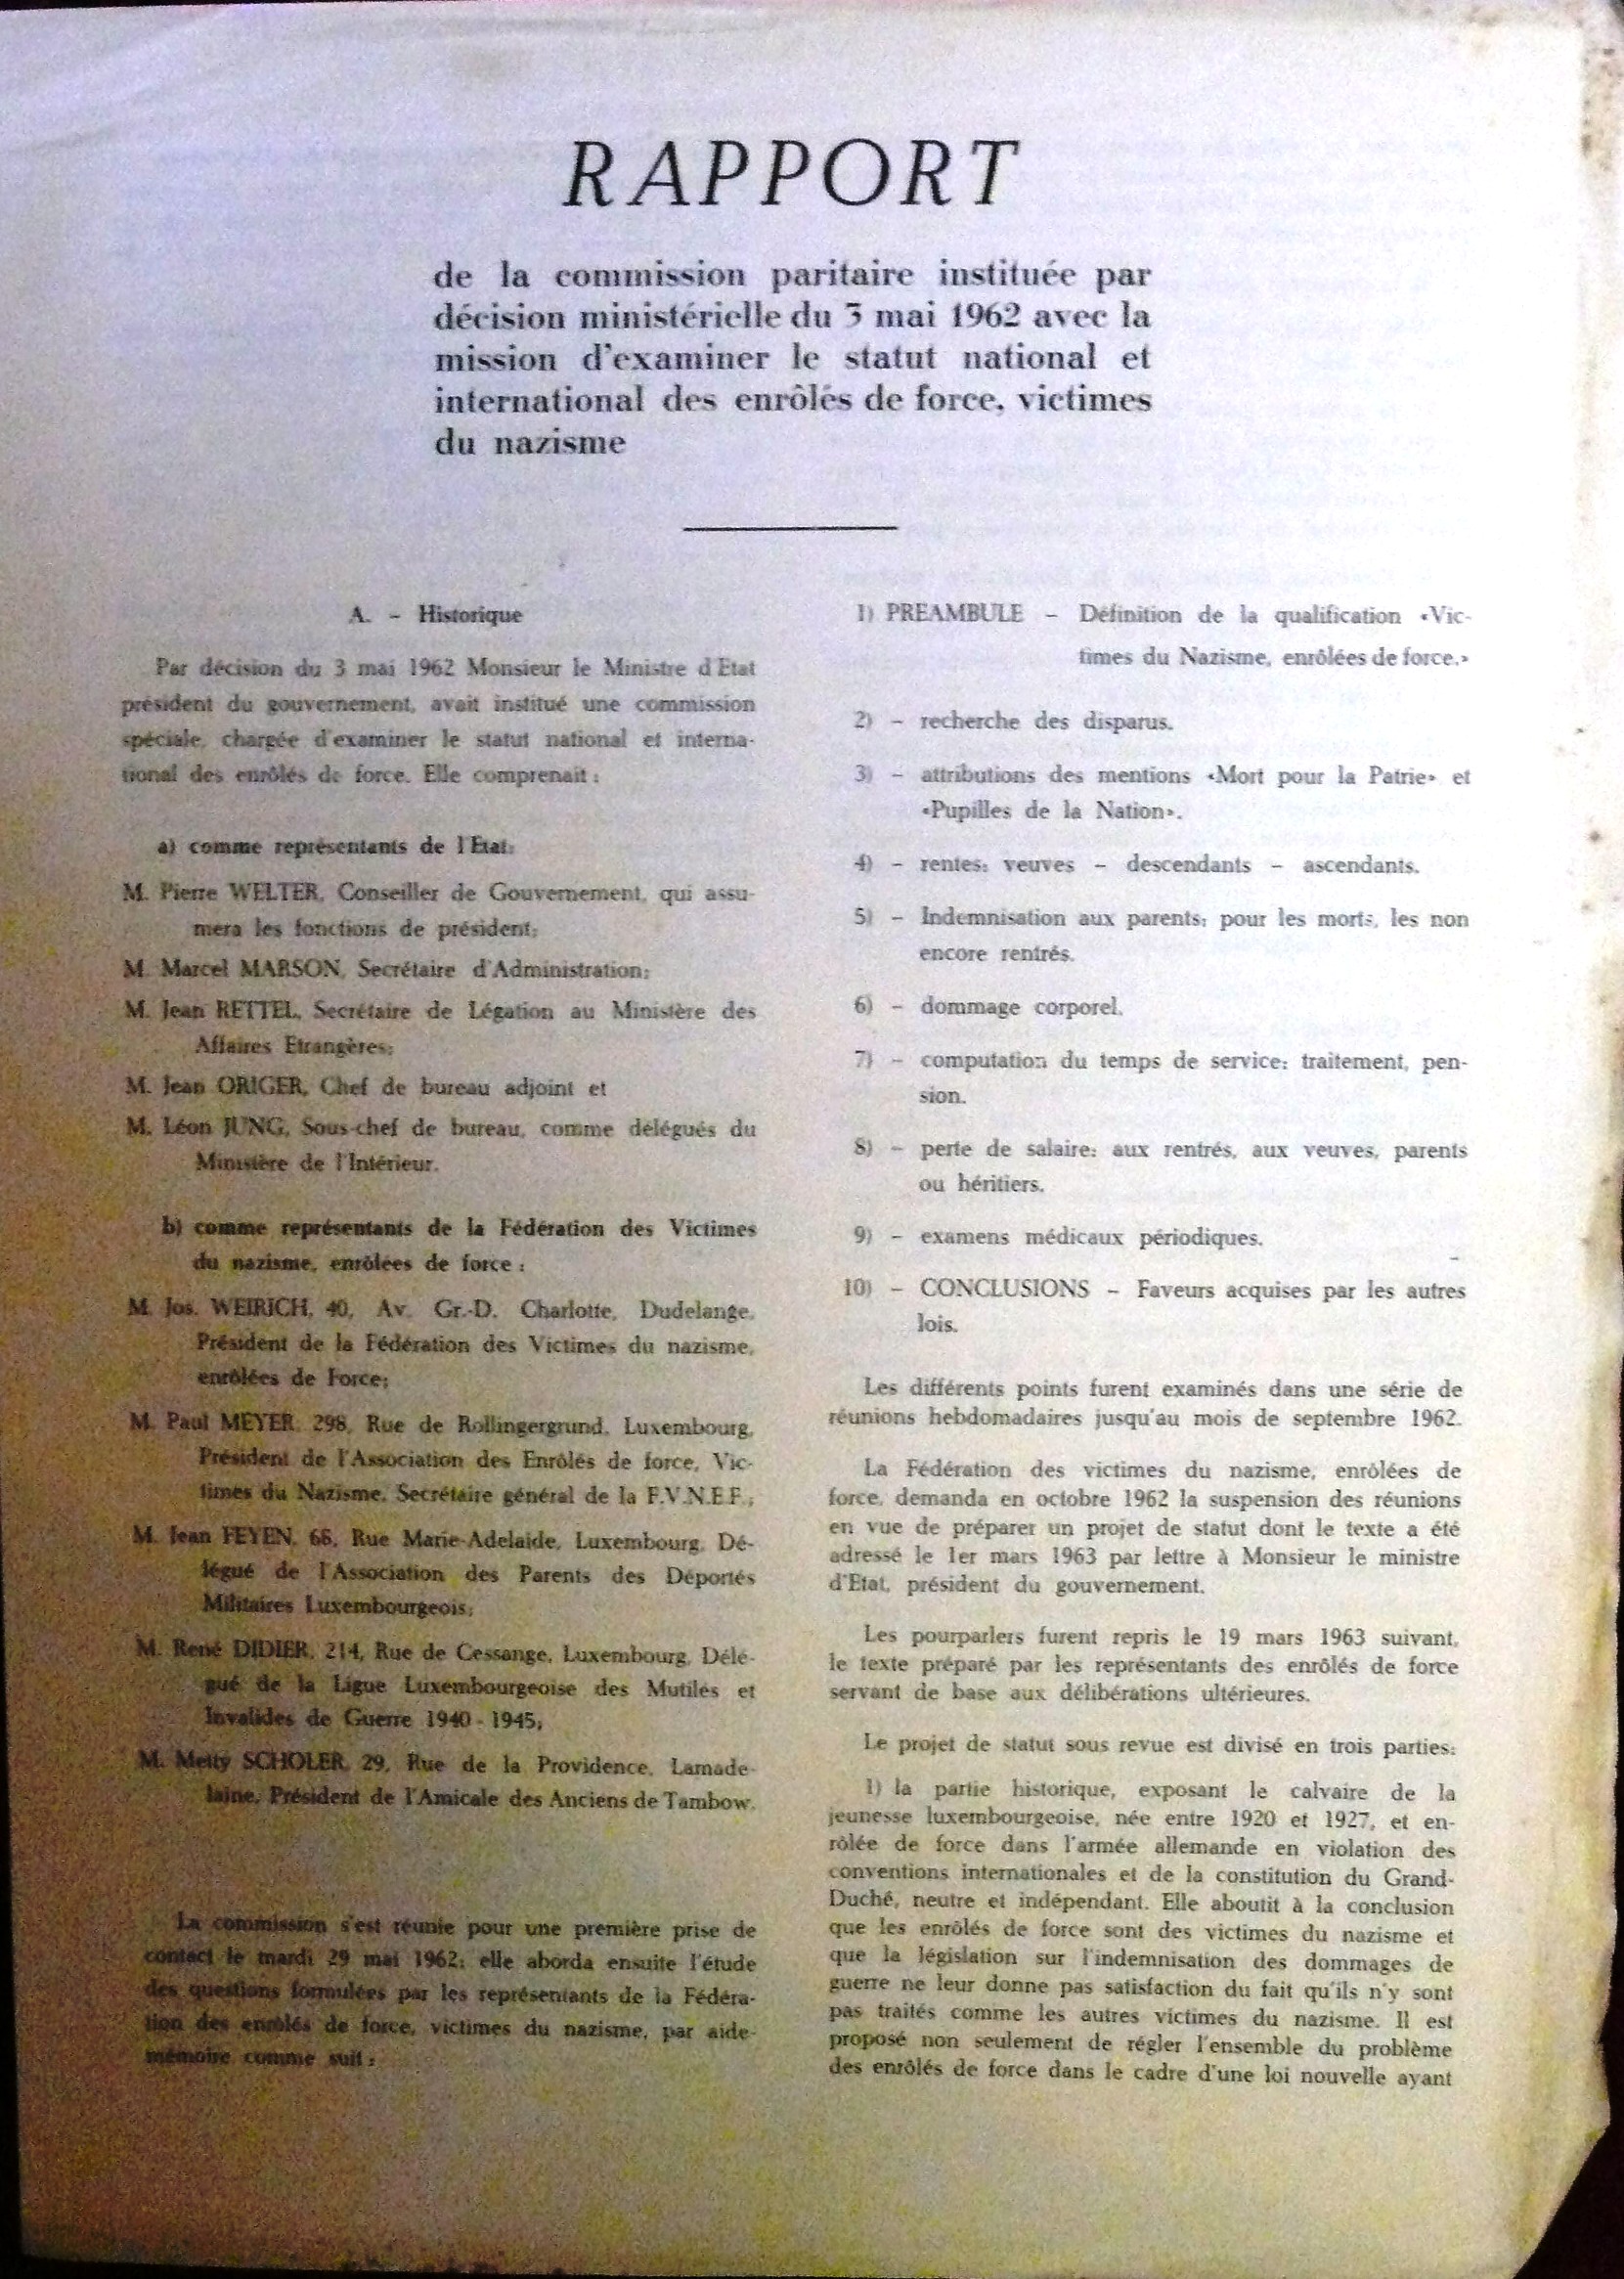 RAPPORT
de la commission paritaire instituée par
décision ministérielle du 3 mai 1962 avec la
mission d'examiner le statut national et
international des enrôlés de force, victimes
du nazisme
A. – Historique
Par décision du 3 mai 1962 Monsieur le Ministre d'Etat
président du gouvernement, avait institué une commission
spéciale, chargée d'examiner le statut national et interna-
tional des enrôlés de force. Elle comprenait :
a) comme représentants de l'Etat:
M. Pierre WELTER, Conseiller de Gouvernement, qui assu-
mera les fonctions de président;
M. Marcel MARSON, Secrétaire d'Administration;
M. Jean RETTEL, Secrétaire de Légation au Ministère des
Affaires Etrangères;
M. Jean ORIGER, Chef de bureau adjoint et
M. Léon JUNG, Sous-chef de bureau, comme délégués du
Ministère de l'Intérieur.
b) comme représentants de la Fédération des Victimes
du nazisme, enrôlées de force :
M. Jos. WEIRICH, 40, Av. Gr.-D. Charlotte, Dudelange,
Président de la Fédération des Victimes du nazisme,
enrôlées de Force;
M. Paul MEYER, 298, Rue de Rollingergrund, Luxembourg,
Président de l'Association des Enrôlés de force, Vic-
times du Nazisme, Secrétaire général de la F.V.N.E.F.;
M. Jean FEYEN, 66, Rue Marie-Adelaide, Luxembourg, Dé-
légué de l'Association des Parents des Déportés
Militaires Luxembourgeois;
M. René DIDIER, 214, Rue de Cessange, Luxembourg, Délé-
gué de la Ligue Luxembourgeoise des Mutilés et
Invalides de Guerre 1940 - 1945;
M. Metty SCHOLER, 29, Rue de la Providence, Lamade-
laine, Président de l'Amicale des Anciens de Tambow.
La commission s'est réunie pour une première prise de
contact le mardi 29 mai 1962; elle aborda ensuite l'étude
des questions formulées par les représentants de la Fédéra-
tion des enrôlés de force, victimes du nazisme, par aide-
mémoire comme suit :
1) PREAMBULE – Définition de la qualification «Vic-
times du Nazisme, enrôlées de force.»
2) – recherche des disparus.
3) – attributions des mentions «Mort pour la Patrie» et
«Pupilles de la Nation».
4) – rentes: veuves – descendants – ascendants.
5) – Indemnisation aux parents: pour les morts, les non
encore rentrés.
6) – dommage corporel.
7) – computation du temps de service: traitement, pen-
sion.
8) – perte de salaire: aux rentrés, aux veuves, parents
ou héritiers.
9) – examens médicaux périodiques.
10) – CONCLUSIONS – Faveurs acquises par les autres
lois.
Les différents points furent examinés dans une série de
réunions hebdomadaires jusqu'au mois de septembre 1962.
La Fédération des victimes du nazisme, enrôlées de
force, demanda en octobre 1962 la suspension des réunions
en vue de préparer un projet de statut dont le texte a été
adressé le 1er mars 1963 par lettre à Monsieur le ministre
d'Etat, président du gouvernement.
Les pourparlers furent repris le 19 mars 1963 suivant,
le texte préparé par les représentants des enrôlés de force
servant de base aux délibérations ultérieures.
Le projet de statut sous revue est divisé en trois parties:
1) la partie historique, exposant le calvaire de la
jeunesse luxembourgeoise, née entre 1920 et 1927, et en-
rôlée de force dans l'armée allemande en violation des
conventions internationales et de la constitution du Grand-
Duché, neutre et indépendant. Elle aboutit à la conclusion
que les enrôlés de force sont des victimes du nazisme et
que la législation sur l'indemnisation des dommages de
guerre ne leur donne pas satisfaction du fait qu'ils n'y sont
pas traités comme les autres victimes du nazisme. Il est
proposé non seulement de régler l'ensemble du problème
des enrôlés de force dans le cadre d'une loi nouvelle ayant